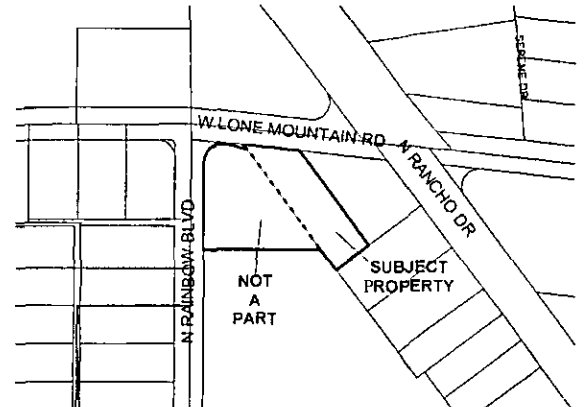 SERENE DR
W LONE MOUNTAIN RD
N RANCHO DR
N RAINBOW BLVD
NOT
A
PART
SUBJECT
PROPERTY